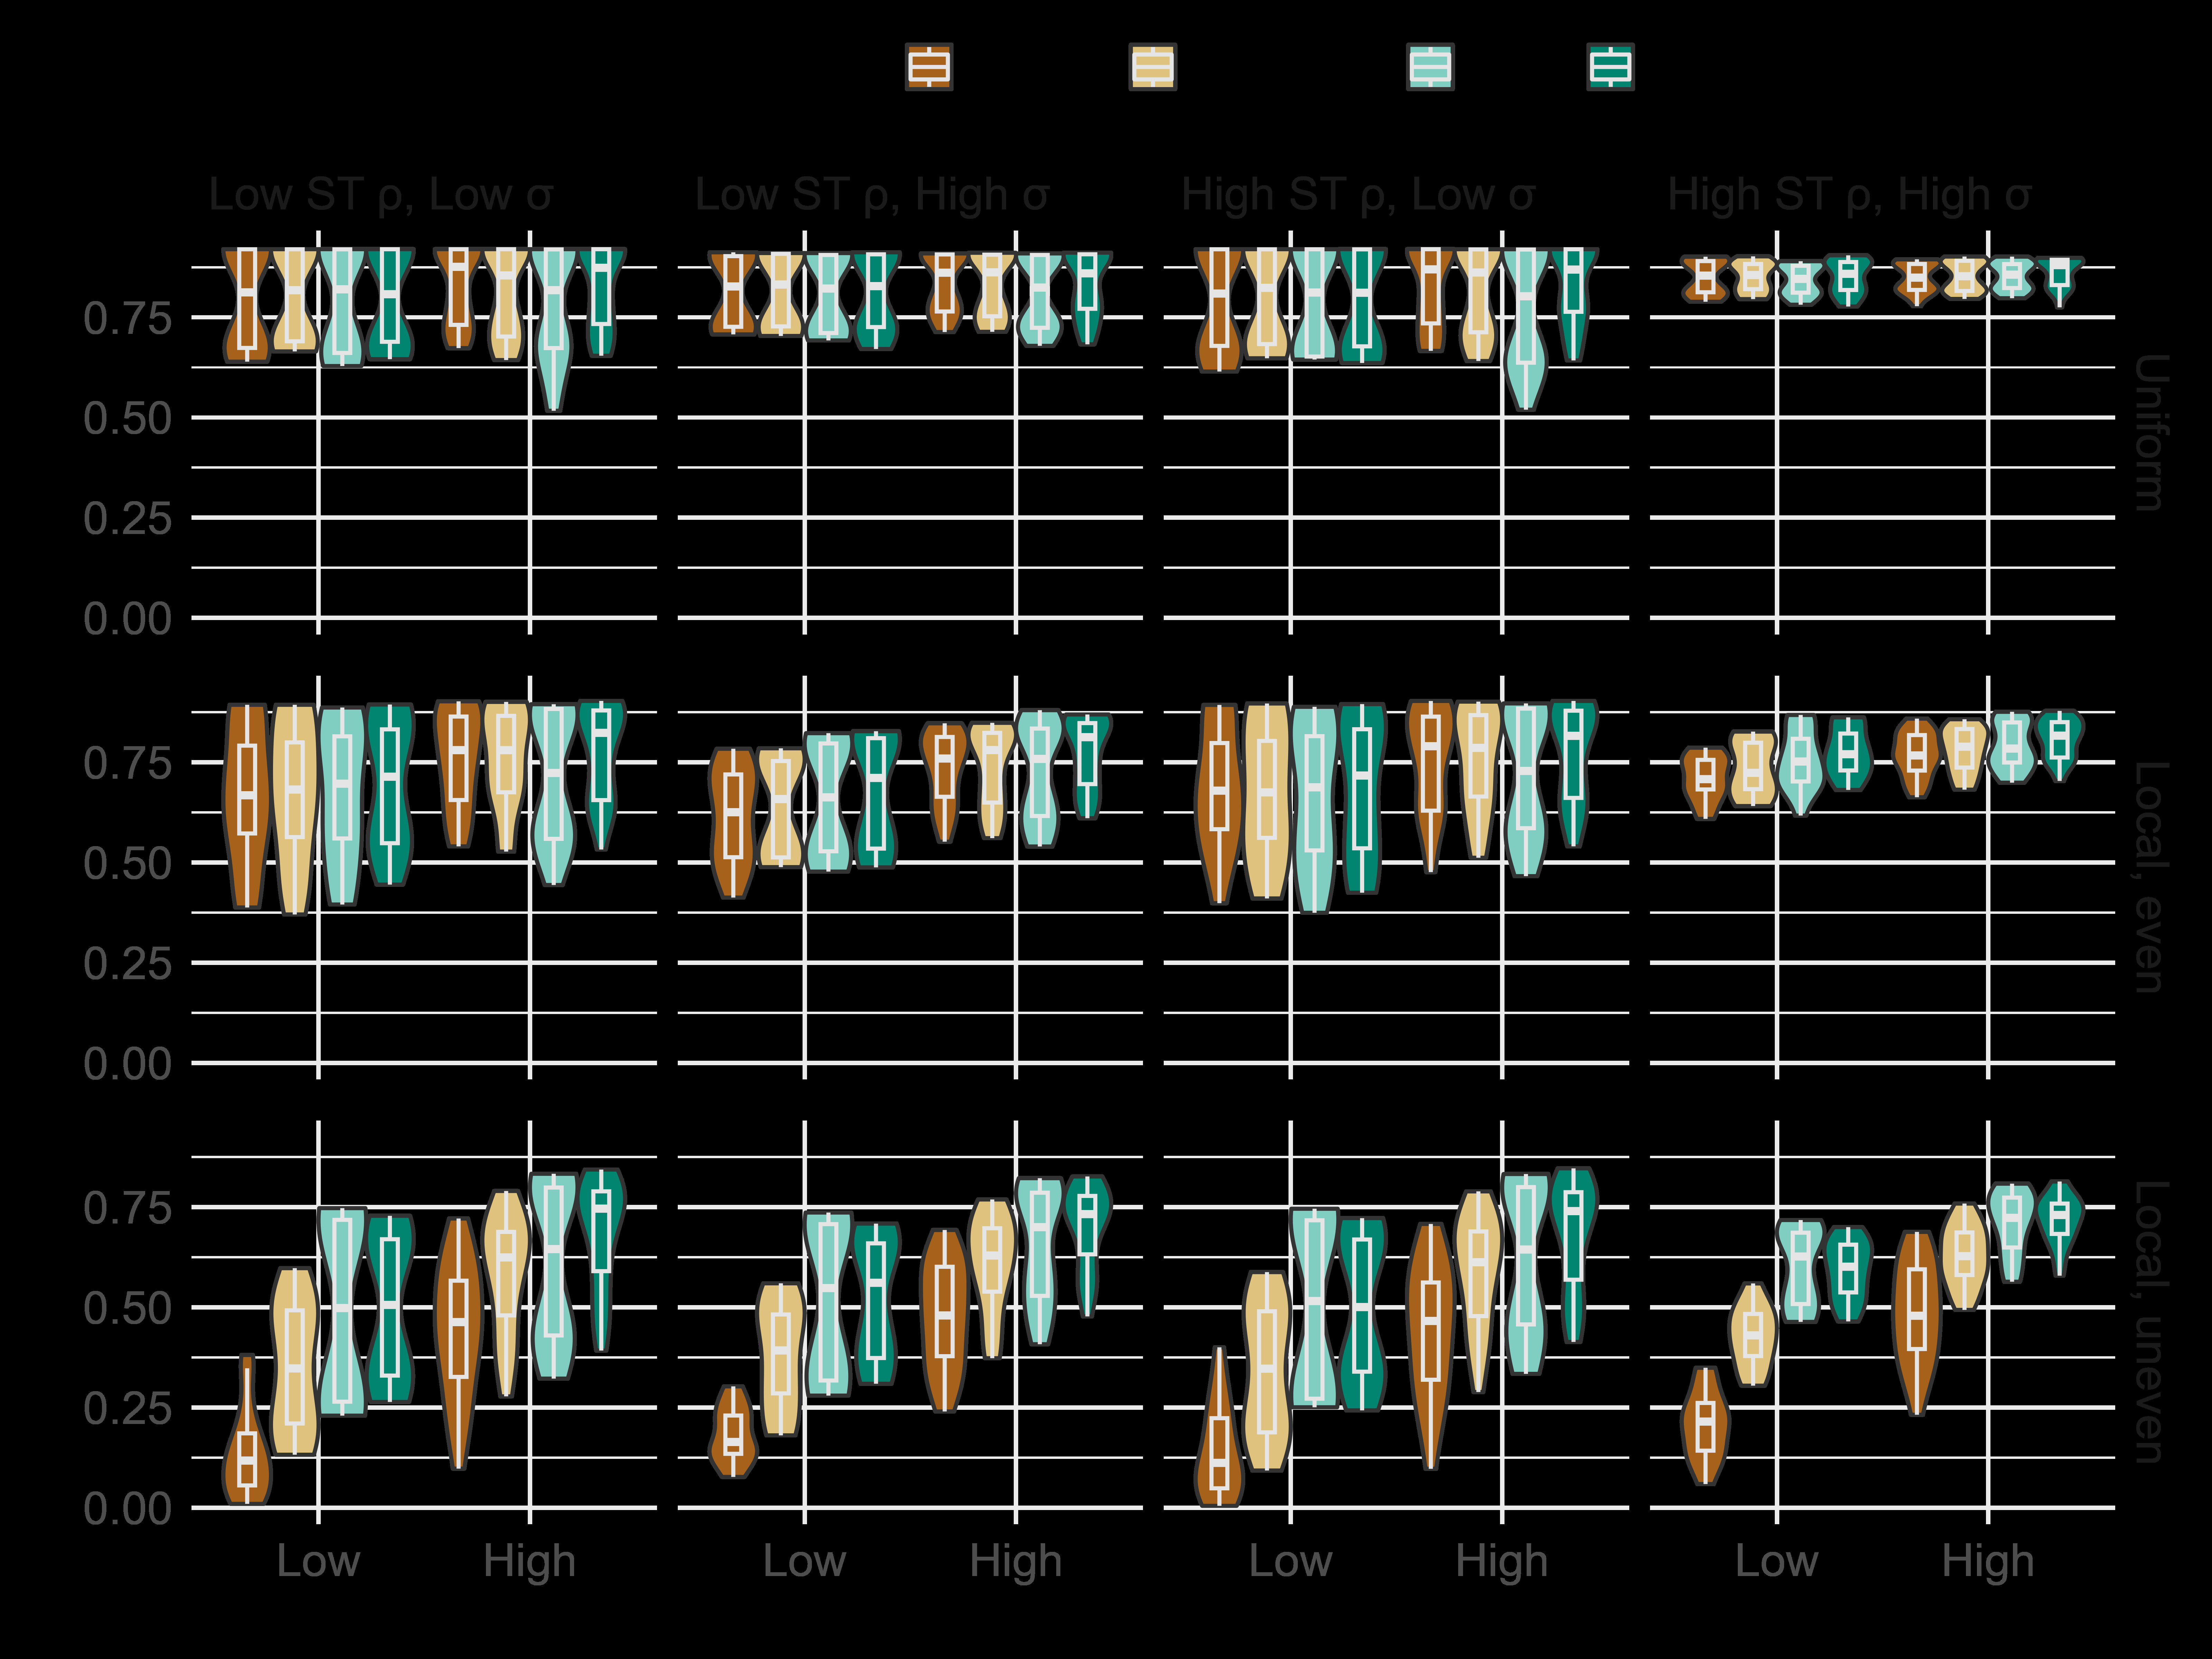 Low ST ρ, Low σ
Low ST ρ, High σ
High ST ρ, Low σ
High ST ρ, High σ
0.75
0.50
0.25
0.00
Uniform
0.75
0.50
0.25
0.00
Local, even
0.75
0.50
0.25
0.00
Local, uneven
Low High
Low High
Low High
Low High